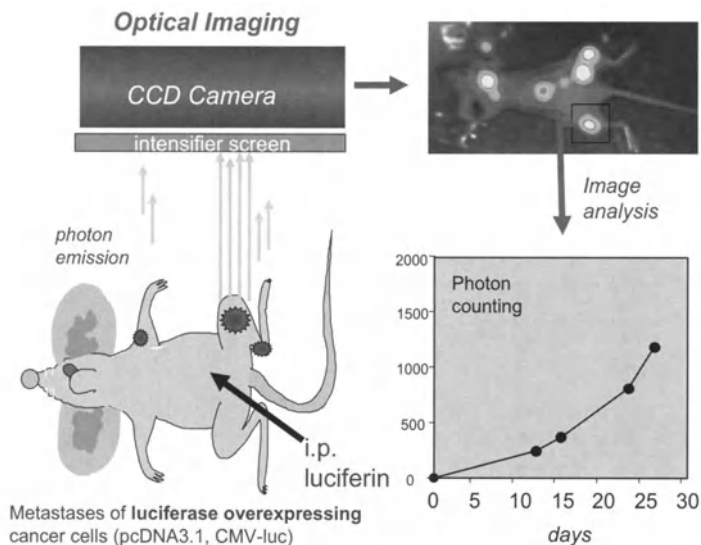 Optical Imaging
CCD Camera
intensifier screen
photon
emission
i.p.
luciferin
Metastases of luciferase overexpressing
cancer cells (pcDNA3.1, CMV-luc)
Image
analysis
Photon
counting
2000
1500
1000
500
0
0 5 10 15 20 25 30
days